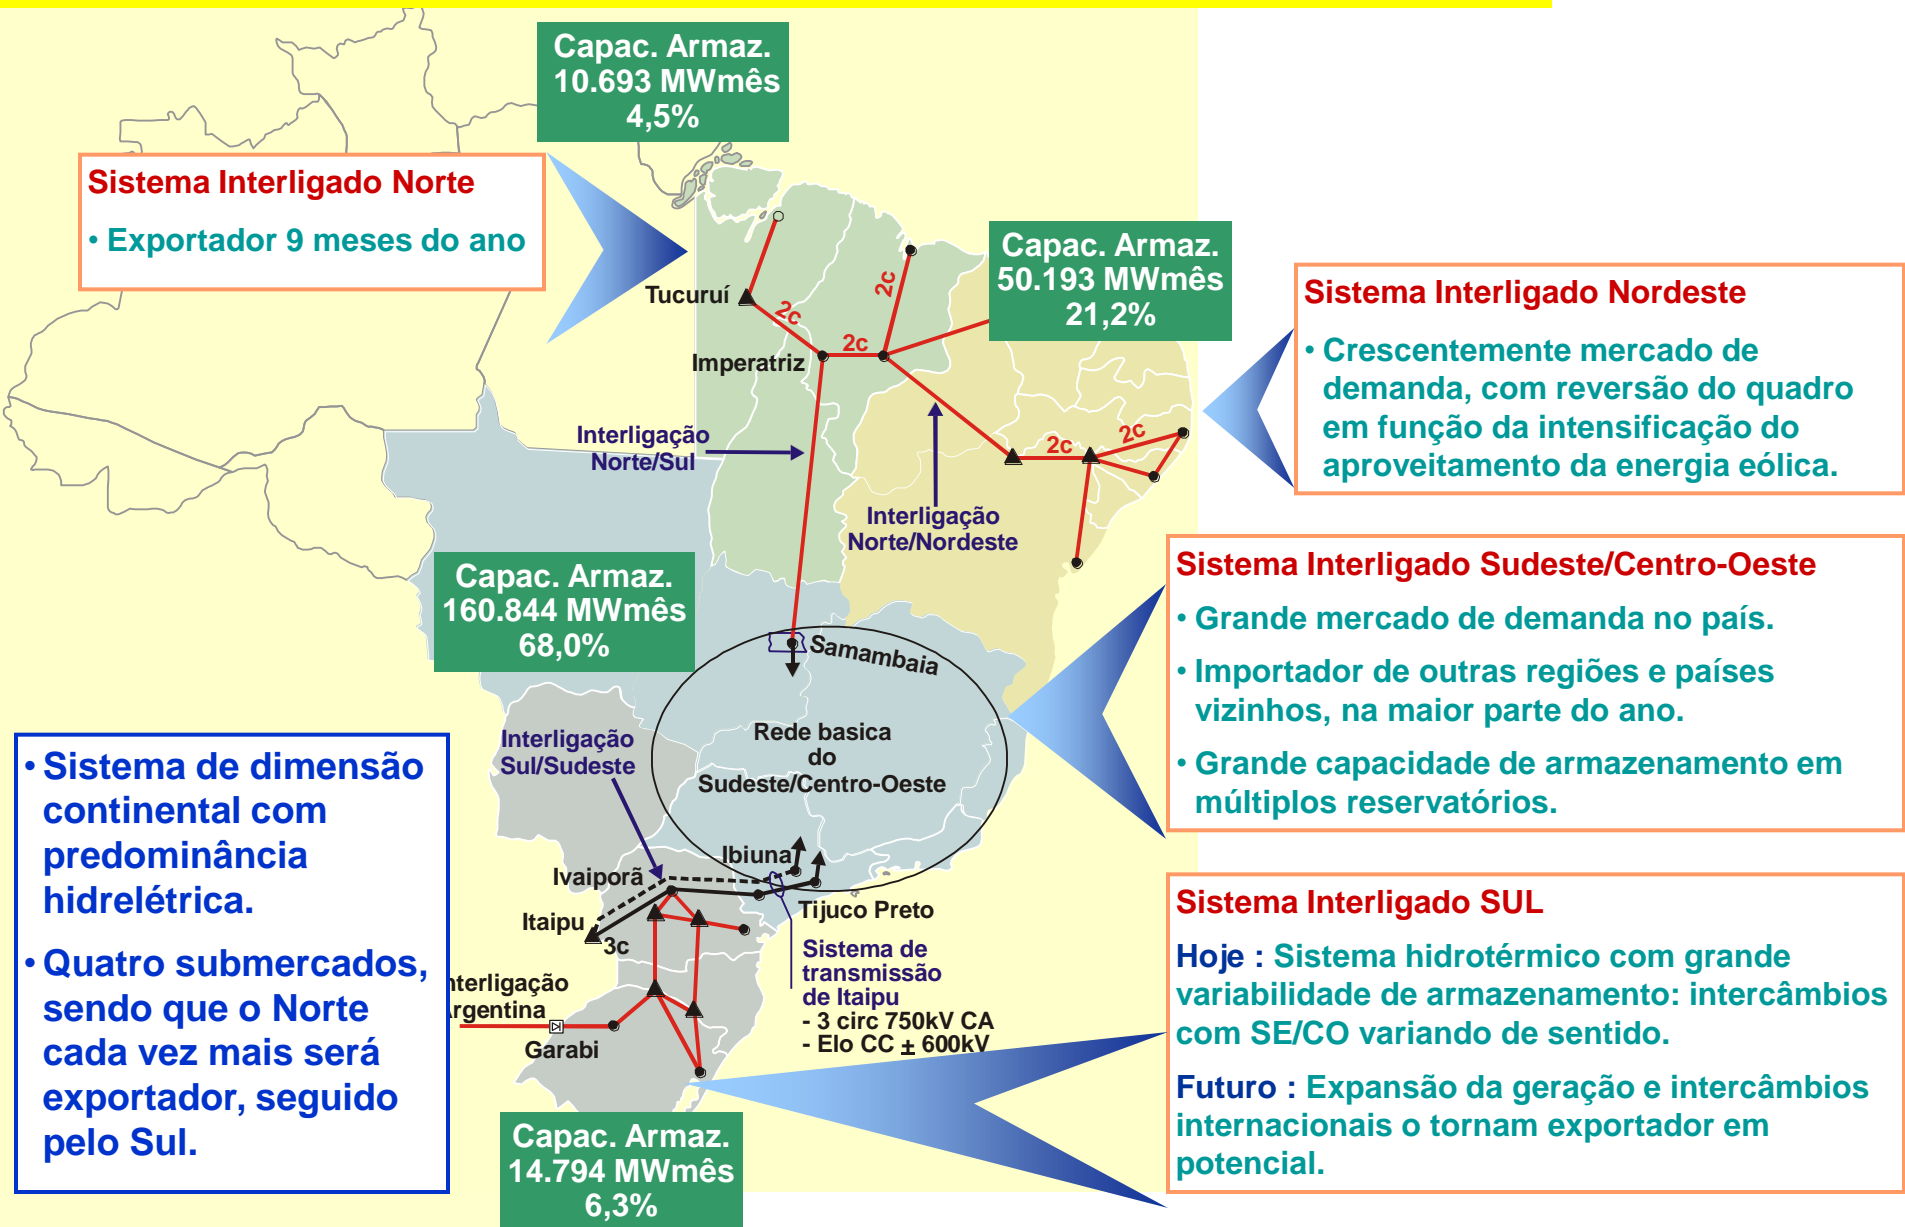 Capac. Armaz.
10.693 MWmês
4,5%
Sistema Interligado Norte
• Exportador 9 meses do ano
Capac. Armaz.
50.193 MWmês
21,2%
Sistema Interligado Nordeste
• Crescentemente mercado de
demanda, com reversão do quadro
em função da intensificação do
aproveitamento da energia eólica.
Tucuruí
2c
2c
2c
Imperatriz
Interligação
Norte/Sul
2c
2c
Interligação
Norte/Nordeste
Capac. Armaz.
160.844 MWmês
68,0%
Samambaia
Sistema Interligado Sudeste/Centro-Oeste
• Grande mercado de demanda no país.
• Importador de outras regiões e países
vizinhos, na maior parte do ano.
• Grande capacidade de armazenamento em
múltiplos reservatórios.
Interligação
Sul/Sudeste
Rede basica
do
Sudeste/Centro-Oeste
• Sistema de dimensão
continental com
predominância
hidrelétrica.
• Quatro submercados,
sendo que o Norte
cada vez mais será
exportador, seguido
pelo Sul.
Ibiuna
Ivaiporã
Itaipu
3c
Tijuco Preto
Sistema de
transmissão
de Itaipu
- 3 circ 750kV CA
- Elo CC ± 600kV
nterligação
rgentina
Garabi
Sistema Interligado SUL
Hoje : Sistema hidrotérmico com grande
variabilidade de armazenamento: intercâmbios
com SE/CO variando de sentido.
Futuro : Expansão da geração e intercâmbios
internacionais o tornam exportador em
potencial.
Capac. Armaz.
14.794 MWmês
6,3%